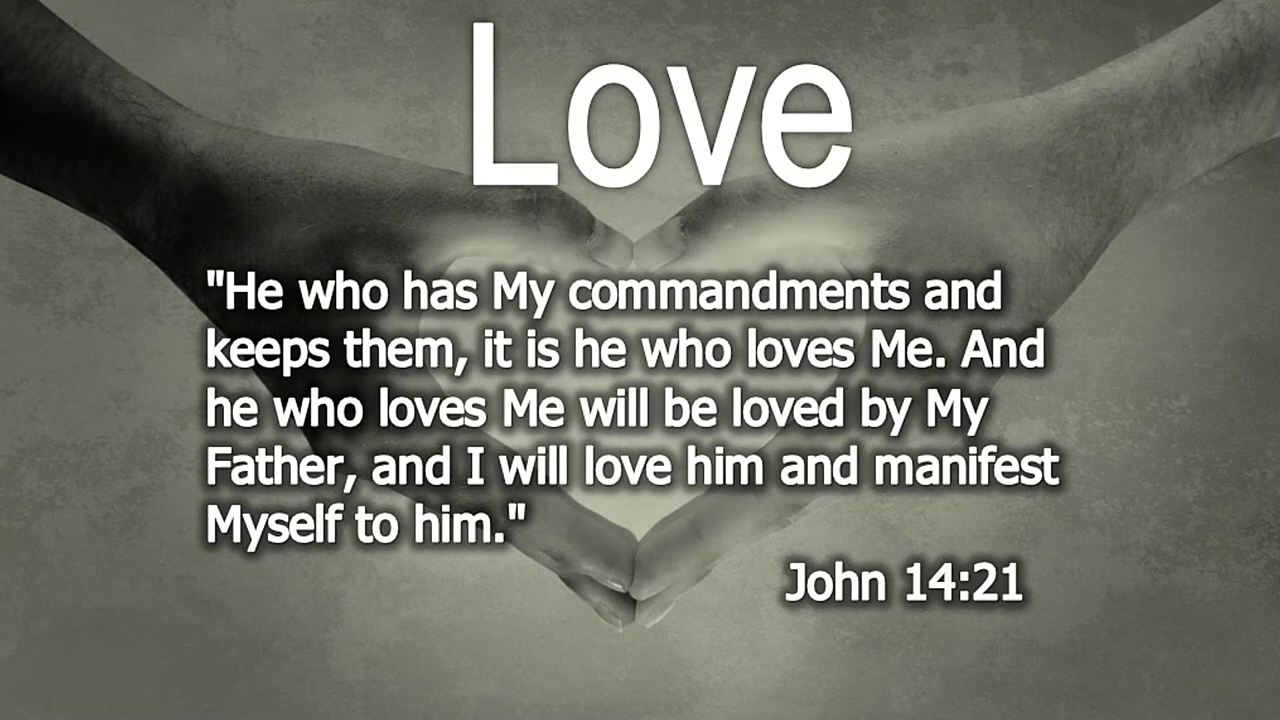 Love
"He who has My commandments and
keeps them, it is he who loves Me. And
he who loves Me will be loved by My
Father, and I will love him and manifest
Myself to him."
John 14:21